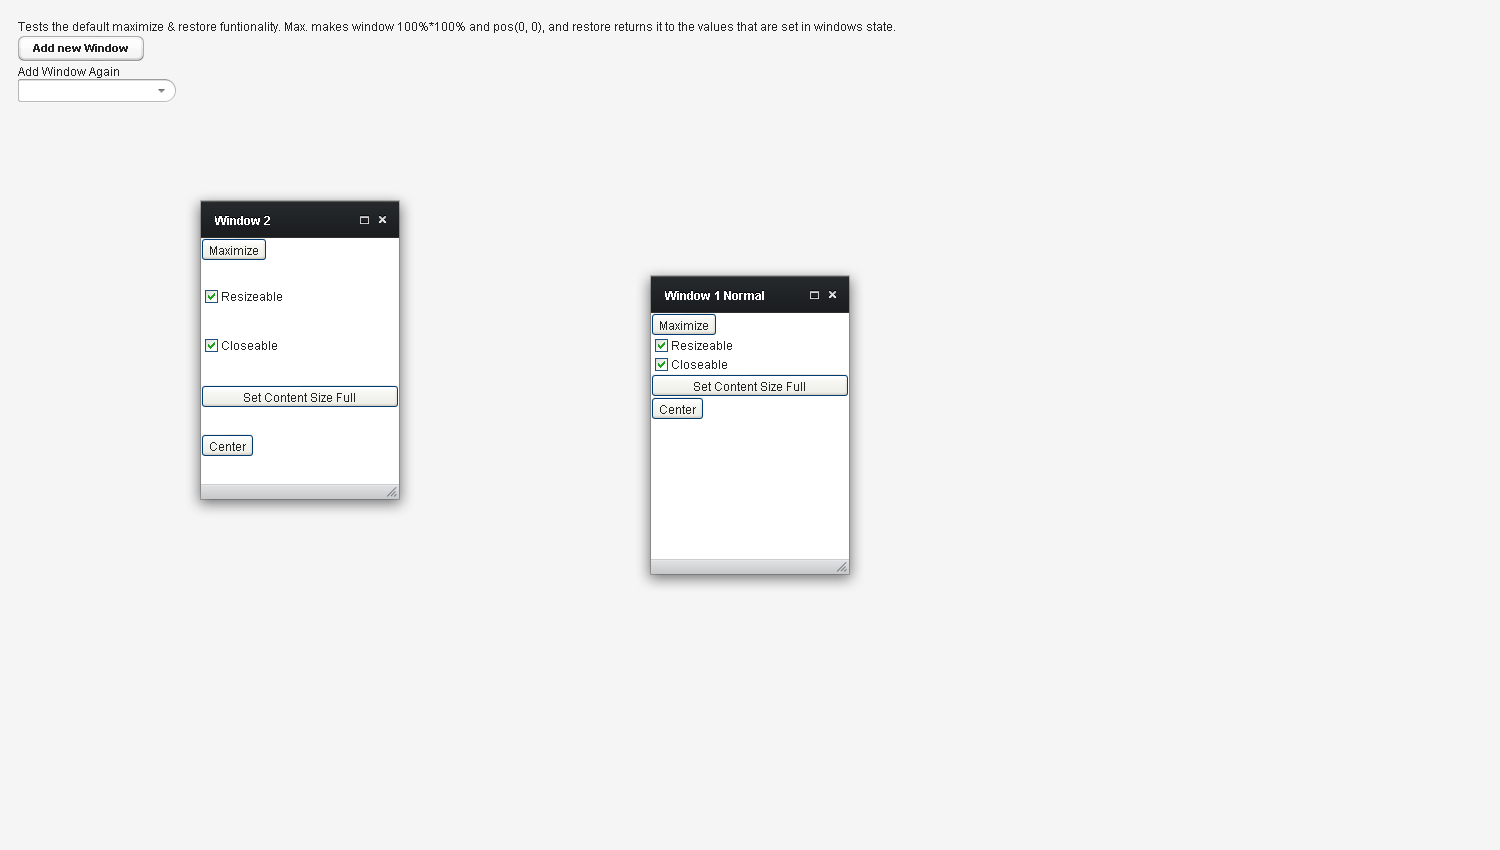 Tests the default maximize & restore funtionality. Max. makes window 100%*100% and pos(0, 0), and restore returns it to the values that are set in windows state.
Add new Window
Add Window Again
Window 2
Maximize
Resizeable
Closeable
Set Content Size Full
Center
Window 1 Normal
Maximize
Resizeable
Closeable
Set Content Size Full
Center